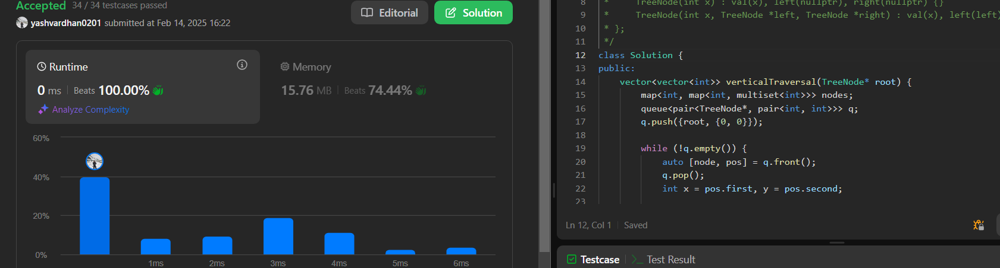 Accepted 34 / 34 testcases passed
Editorial
Solution
yashvardhan0201 submitted at Feb 14, 2025 16:22
Runtime
0 ms | Beats 100.00%
Analyze Complexity
Memory
15.76 MB | Beats 74.44%
60%
40%
20%
0%
1ms 2ms 3ms 4ms 5ms 6ms
8 * TreeNode(int x) : val(x), left(nullptr), right(nullptr) {}
9 * TreeNode(int x, TreeNode *left, TreeNode *right) : val(x), left(left)
10 * };
11 */
12 class Solution {
13 public:
14 vector<vector<int>> verticalTraversal(TreeNode* root) {
15 map<int, map<int, multiset<int>>> nodes;
16 queue<pair<TreeNode*, pair<int, int>>> q;
17 q.push({root, {0, 0}});
18
19 while (!q.empty()) {
20 auto [node, pos] = q.front();
21 q.pop();
22 int x = pos.first, y = pos.second;
23
Ln 12, Col 1 | Saved
Testcase | >_ Test Result